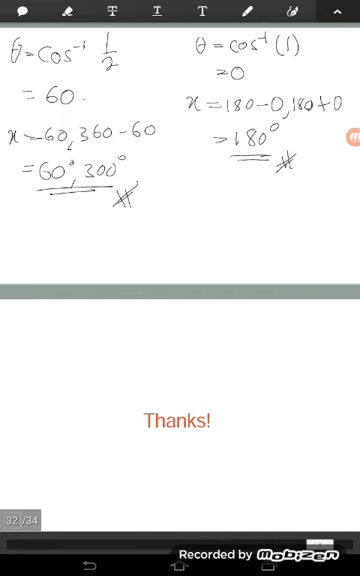 θ = cos⁻¹ 1/2
= 60.
x = 60, 360 - 60
= 60°, 300°
θ = cos⁻¹ (1)
= 0
x = 180 - 0, 180 + 0
= 180°
Thanks!
32 /34
Recorded by mobizen